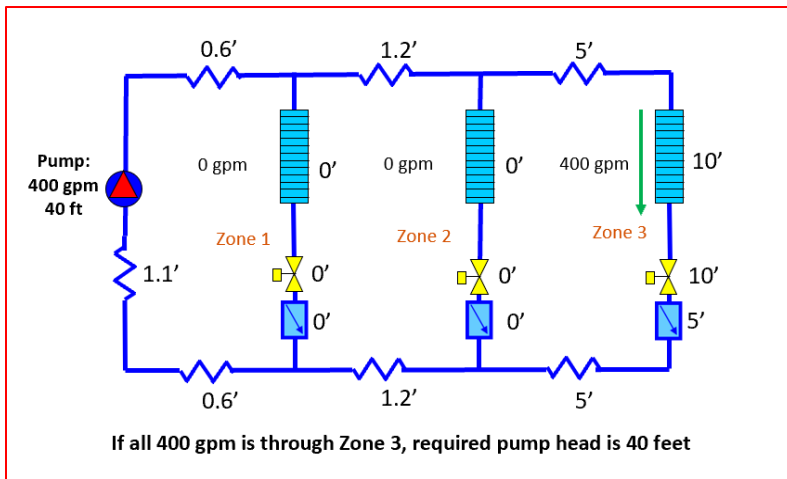 0.6’
1.2’
5’
Pump:
400 gpm
40 ft
0 gpm
0’
0 gpm
0’
400 gpm
10’
Zone 1
Zone 2
Zone 3
1.1’
0’
0’
10’
0’
0’
5’
0.6’
1.2’
5’
If all 400 gpm is through Zone 3, required pump head is 40 feet